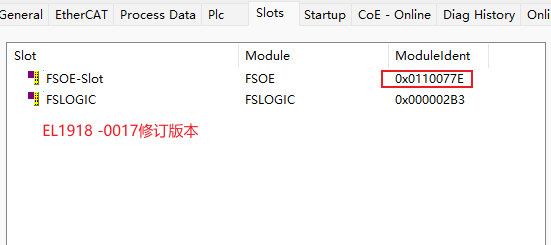 General EtherCAT Process Data Plc Slots Startup CoE - Online Diag History Onli
Slot Module ModuleIdent
FSOE-Slot FSOE 0x0110077E
FSLOGIC FSLOGIC 0x000002B3
EL1918 -0017修订版本